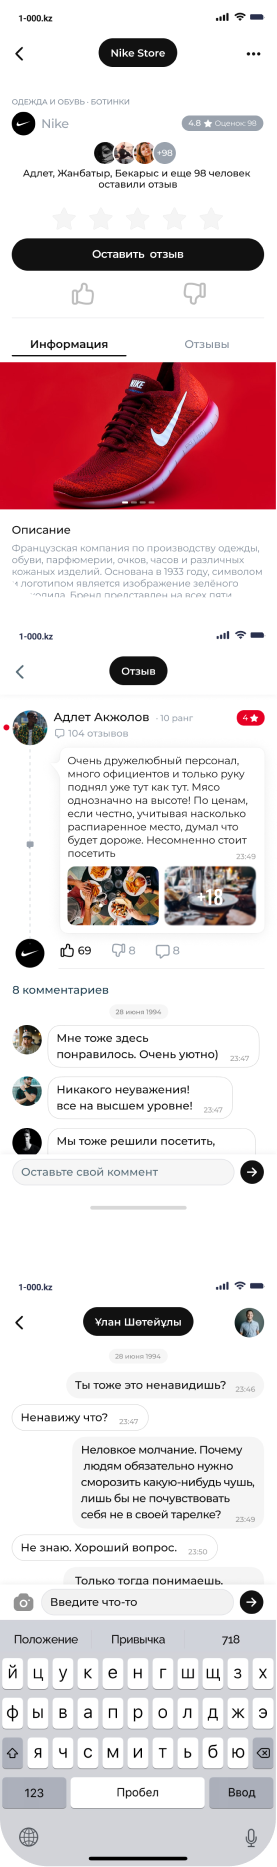 1-000.kz
Nike Store
ОДЕЖДА И ОБУВЬ · БОТИНКИ
Nike
4.8 ★ Оценок: 98
+98
Адлет, Жанбатыр, Бекарыс и еще 98 человек
оставили отзыв
Оставить отзыв
Информация
Отзывы
NIKE
Описание
Французская компания по производству одежды,
обуви, парфюмерии, очков, часов и различных
кожаных изделий. Основана в 1933 году, символом
и логотипом является изображение зелёного
Бренд представлен на всех пяти
1-000.kz
Отзыв
Адлет Акжолов · 10 ранг
4 ★
104 отзывов
Очень дружелюбный персонал,
много официентов и только руку
поднял уже тут как тут. Мясо
однозначно на высоте! По ценам,
если честно, учитывая насколько
распиаренное место, думал что
будет дороже. Несомненно стоит
посетить
23:49
+18
69
8
8
8 комментариев
28 июня 1994
Мне тоже здесь
понравилось. Очень уютно)
23:47
Никакого неуважения!
все на высшем уровне!
23:47
Мы тоже решили посетить,
Оставьте свой коммент
1-000.kz
Ұлан Шөтейұлы
28 июня 1994
Ты тоже это ненавидишь?
23:46
Ненавижу что?
23:47
Неловкое молчание. Почему
людям обязательно нужно
сморозить какую-нибудь чушь,
лишь бы не почувствовать
себя не в своей тарелке?
23:49
Не знаю. Хороший вопрос.
23:50
Только тогда понимаешь,
Введите что-то
Положение
Привычка
718
й ц у к е н г ш щ з х
ф ы в а п р о л д ж э
я ч с м и т ь б ю
123
Пробел
Ввод